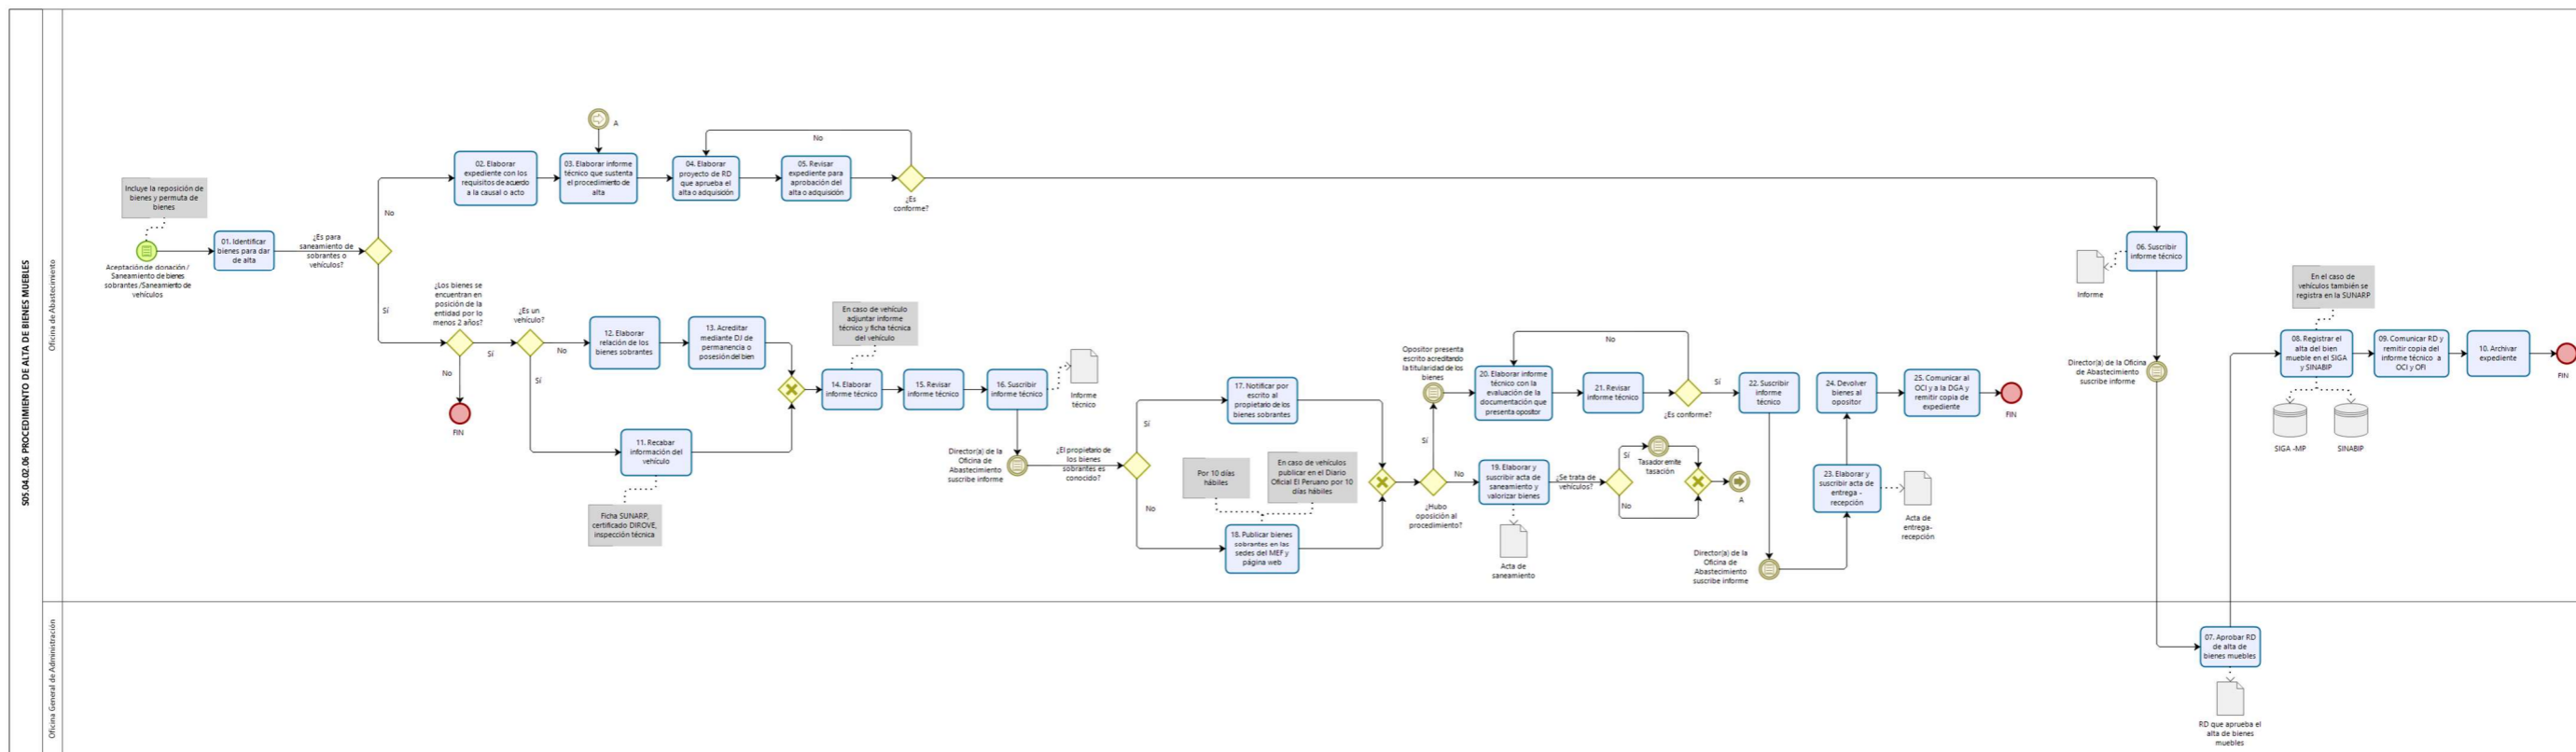 S05.04.02.06 PROCEDIMIENTO DE ALTA DE BIENES MUEBLES
Oficina de Abastecimiento
Incluye la reposición de
bienes y permuta de
bienes
Aceptación de donación /
Saneamiento de bienes
sobrantes /Saneamiento de
vehículos
01. Identificar
bienes para dar
de alta
¿Es para
saneamiento de
sobrantes o
vehículos?
No
Sí
02. Elaborar
expediente con los
requisitos de acuerdo
a la causal o acto
A
03. Elaborar informe
técnico que sustenta
el procedimiento de
alta
04. Elaborar
proyecto de RD
que aprueba el
alta o adquisición
05. Revisar
expediente para
aprobación del
alta o adquisición
No
¿Es
conforme?
¿Los bienes se
encuentran en
posición de la
entidad por lo
menos 2 años?
Sí
No
FIN
¿Es un
vehículo?
No
Sí
12. Elaborar
relación de los
bienes sobrantes
13. Acreditar
mediante DJ de
permanencia o
posesión del bien
11. Recabar
información del
vehículo
Ficha SUNARP,
certificado DIROVE,
inspección técnica
En caso de vehículo
adjuntar informe
técnico y ficha técnica
del vehículo
14. Elaborar
informe técnico
15. Revisar
informe técnico
16. Suscribir
informe técnico
Informe
técnico
Director(a) de la
Oficina de
Abastecimiento
suscribe informe
¿El propietario de
los bienes
sobrantes es
conocido?
Sí
No
17. Notificar por
escrito al
propietario de los
bienes sobrantes
Por 10 días
hábiles
En caso de vehículos
publicar en el Diario
Oficial El Peruano por 10
días hábiles
18. Publicar bienes
sobrantes en las
sedes del MEF y
página web
¿Hubo
oposición al
procedimiento?
Sí
No
Opositor presenta
escrito acreditando
la titularidad de los
bienes
20. Elaborar informe
técnico con la
evaluación de la
documentación que
presenta opositor
21. Revisar
informe técnico
No
¿Es conforme?
Sí
22. Suscribir
informe
técnico
19. Elaborar y
suscribir acta de
saneamiento y
valorizar bienes
Acta de
saneamiento
¿Se trata de
vehículos?
Sí
No
Tasador emite
tasación
A
Director(a) de la
Oficina de
Abastecimiento
suscribe informe
23. Elaborar y
suscribir acta de
entrega -
recepción
Acta de
entrega-
recepción
24. Devolver
bienes al
opositor
25. Comunicar al
OCI y a la DGA y
remitir copia de
expediente
FIN
06. Suscribir
informe técnico
Informe
Director(a) de la Oficina
de Abastecimiento
suscribe informe
En el caso de
vehículos también se
registra en la SUNARP
08. Registrar el
alta del bien
mueble en el SIGA
y SINABIP
SIGA -MP
SINABIP
09. Comunicar RD y
remitir copia del
informe técnico a
OCI y OFI
10. Archivar
expediente
FIN
Oficina General de Administración
07. Aprobar RD
de alta de
bienes muebles
RD que aprueba el
alta de bienes
muebles